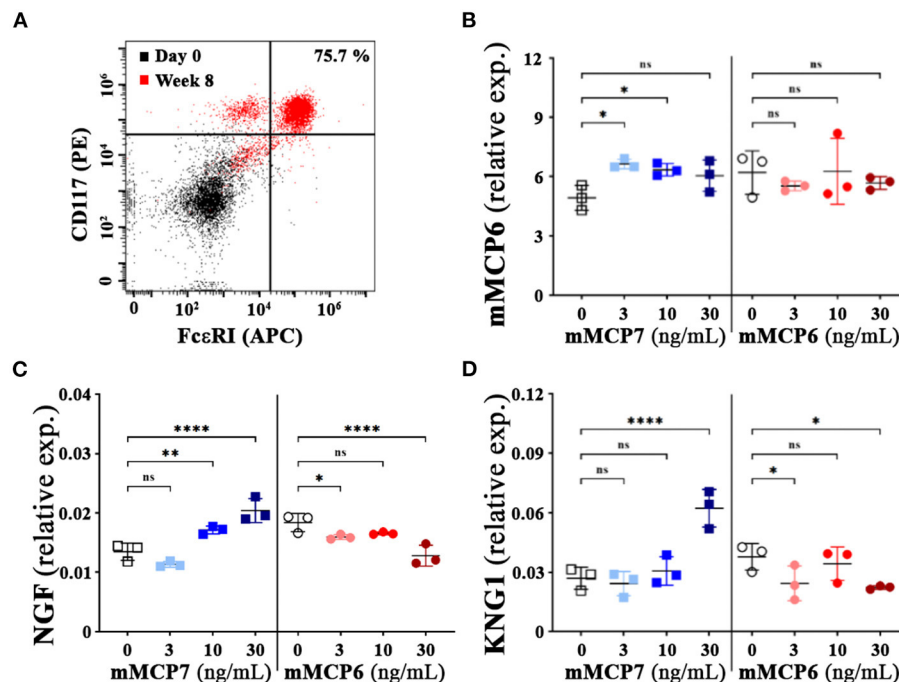 A
Day 0
Week 8
75.7 %
CD117 (PE)
10⁶
10⁴
10²
0
0 10² 10⁴ 10⁶
FcεRI (APC)
B
mMCP6 (relative exp.)
12
9
6
3
0
ns
*
*
ns
ns
ns
0 3 10 30 0 3 10 30
mMCP7 (ng/mL) mMCP6 (ng/mL)
C
NGF (relative exp.)
0.04
0.03
0.02
0.01
0
****
**
ns
****
ns
*
0 3 10 30 0 3 10 30
mMCP7 (ng/mL) mMCP6 (ng/mL)
D
KNG1 (relative exp.)
0.12
0.09
0.06
0.03
0
****
ns
ns
*
ns
*
0 3 10 30 0 3 10 30
mMCP7 (ng/mL) mMCP6 (ng/mL)